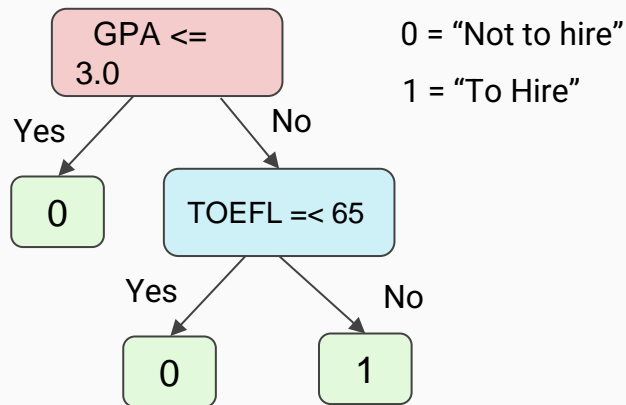 GPA <=
3.0
0 = “Not to hire”
1 = “To Hire”
Yes
No
0
TOEFL =< 65
Yes
No
0
1